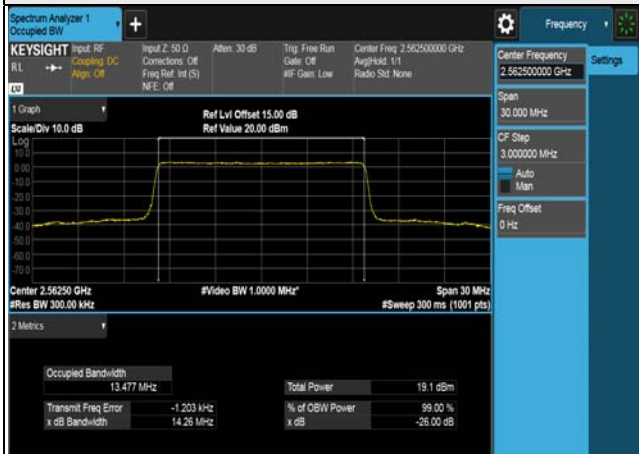 Spectrum Analyzer 1
Occupied BW
Frequency
KEYSIGHT
Input: RF
Coupling: DC
Align: Off
Input Z: 50 Ω
Corrections: Off
Freq Ref: Int (S)
NFE: Off
Atten: 30 dB
Trig: Free Run
Gate: Off
#IF Gain: Low
Center Freq: 2.562500000 GHz
Avg|Hold: 1/1
Radio Std: None
RL
LXI
Center Frequency
2.562500000 GHz
Settings
Span
30.000 MHz
CF Step
3.000000 MHz
Auto
Man
Freq Offset
0 Hz
1 Graph
Scale/Div 10.0 dB
Ref Lvl Offset 15.00 dB
Ref Value 20.00 dBm
Log
10.0
0.00
-10.0
-20.0
-30.0
-40.0
-50.0
-60.0
-70.0
Center 2.56250 GHz
#Res BW 300.00 kHz
#Video BW 1.0000 MHz*
Span 30 MHz
#Sweep 300 ms (1001 pts)
2 Metrics
Occupied Bandwidth
13.477 MHz
Total Power 19.1 dBm
Transmit Freq Error -1.203 kHz
% of OBW Power 99.00 %
x dB Bandwidth 14.26 MHz
x dB -26.00 dB